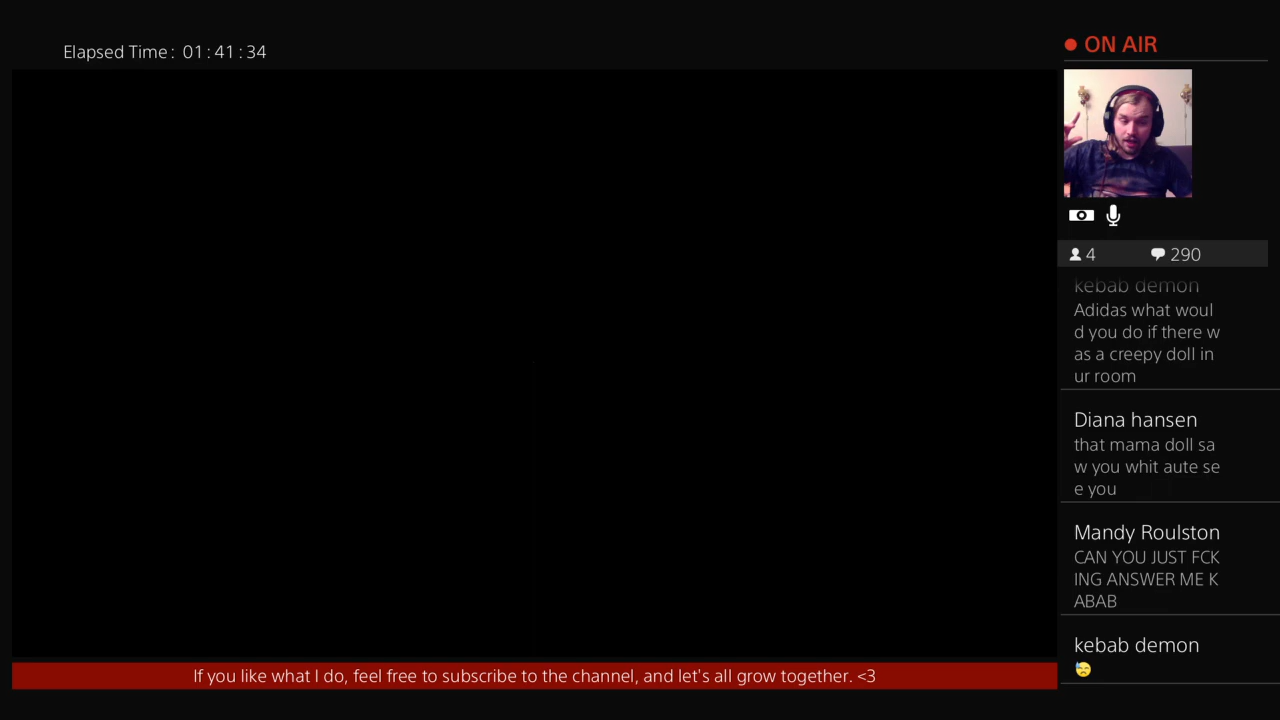 Elapsed Time: 01:41:34
ON AIR
4
290
kebab demon
Adidas what woul
d you do if there w
as a creepy doll in
ur room
Diana hansen
that mama doll sa
w you whit aute se
e you
Mandy Roulston
CAN YOU JUST FCK
ING ANSWER ME K
ABAB
kebab demon
😓
If you like what I do, feel free to subscribe to the channel, and let's all grow together. <3